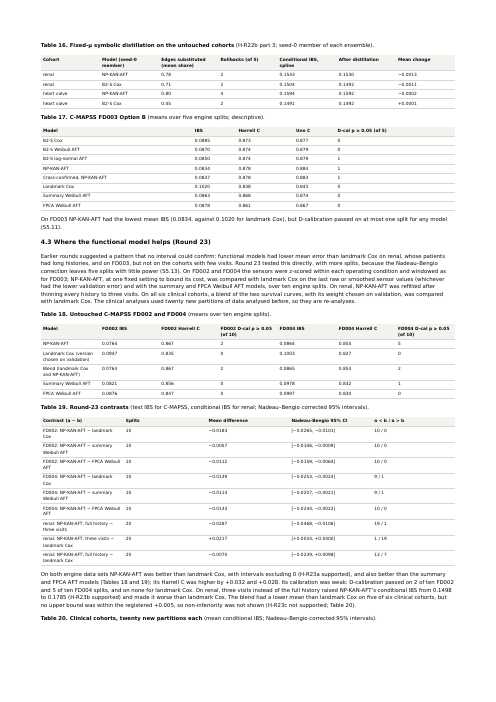 Table 16. Fixed-μ symbolic distillation on the untouched cohorts (H-R22b part 3; seed-0 member of each ensemble).
Cohort Model (seed-0 member) Edges substituted (mean share) Rollbacks (of 5) Conditional IBS, spline After distillation Mean change
renal NP-KAN-AFT 0.78 2 0.1543 0.1530 −0.0013
renal B2-S Cox 0.71 2 0.1504 0.1492 −0.0011
heart valve NP-KAN-AFT 0.80 4 0.1594 0.1592 −0.0002
heart valve B2-S Cox 0.45 2 0.1491 0.1492 +0.0001
Table 17. C-MAPSS FD003 Option B (means over five engine splits; descriptive).
Model IBS Harrell C Uno C D-cal p ≥ 0.05 (of 5)
B2-S Cox 0.0885 0.873 0.877 0
B2-S Weibull AFT 0.0870 0.874 0.879 0
B2-S log-normal AFT 0.0850 0.874 0.879 1
NP-KAN-AFT 0.0834 0.878 0.884 1
Cross-confirmed, NP-KAN-AFT 0.0837 0.878 0.883 1
Landmark Cox 0.1020 0.838 0.843 0
Summary Weibull AFT 0.0863 0.868 0.874 0
FPCA Weibull AFT 0.0878 0.861 0.867 0
On FD003 NP-KAN-AFT had the lowest mean IBS (0.0834, against 0.1020 for landmark Cox), but D-calibration passed on at most one split for any model
(S5.11).
4.3 Where the functional model helps (Round 23)
Earlier rounds suggested a pattern that no interval could confirm: functional models had lower mean error than landmark Cox on renal, whose patients
had long histories, and on FD003, but not on the cohorts with few visits. Round 23 tested this directly, with more splits, because the Nadeau-Bengio
correction leaves five splits with little power (S5.13). On FD002 and FD004 the sensors were z-scored within each operating condition and windowed as
for FD003; NP-KAN-AFT, at one fixed setting to bound its cost, was compared with landmark Cox on the last raw or smoothed sensor values (whichever
had the lower validation error) and with the summary and FPCA Weibull AFT models, over ten engine splits. On renal, NP-KAN-AFT was refitted after
thinning every history to three visits. On all six clinical cohorts, a blend of the two survival curves, with its weight chosen on validation, was compared
with landmark Cox. The clinical analyses used twenty new partitions of data analysed before, so they are re-analyses.
Table 18. Untouched C-MAPSS FD002 and FD004 (means over ten engine splits).
Model FD002 IBS FD002 Harrell C FD002 D-cal p ≥ 0.05 (of 10) FD004 IBS FD004 Harrell C FD004 D-cal p ≥ 0.05 (of 10)
NP-KAN-AFT 0.0764 0.867 2 0.0864 0.855 5
Landmark Cox (version chosen on validation) 0.0947 0.835 0 0.1003 0.827 0
Blend (landmark Cox and NP-KAN-AFT) 0.0763 0.867 2 0.0865 0.853 2
Summary Weibull AFT 0.0821 0.856 0 0.0978 0.832 1
FPCA Weibull AFT 0.0876 0.847 0 0.0997 0.830 0
Table 19. Round-23 contrasts (test IBS for C-MAPSS, conditional IBS for renal; Nadeau-Bengio corrected 95% intervals).
Contrast (a − b) Splits Mean difference Nadeau-Bengio 95% CI a < b / a > b
FD002: NP-KAN-AFT − landmark Cox 10 −0.0183 [−0.0265, −0.0101] 10 / 0
FD002: NP-KAN-AFT − summary Weibull AFT 10 −0.0057 [−0.0106, −0.0009] 10 / 0
FD002: NP-KAN-AFT − FPCA Weibull AFT 10 −0.0112 [−0.0159, −0.0064] 10 / 0
FD004: NP-KAN-AFT − landmark Cox 10 −0.0139 [−0.0253, −0.0024] 9 / 1
FD004: NP-KAN-AFT − summary Weibull AFT 10 −0.0114 [−0.0207, −0.0021] 9 / 1
FD004: NP-KAN-AFT − FPCA Weibull AFT 10 −0.0133 [−0.0244, −0.0022] 10 / 0
renal: NP-KAN-AFT, full history − three visits 20 −0.0287 [−0.0468, −0.0106] 19 / 1
renal: NP-KAN-AFT, three visits − landmark Cox 20 +0.0217 [+0.0034, +0.0400] 1 / 19
renal: NP-KAN-AFT, full history − landmark Cox 20 −0.0070 [−0.0239, +0.0098] 13 / 7
On both engine data sets NP-KAN-AFT was better than landmark Cox, with intervals excluding 0 (H-R23a supported), and also better than the summary
and FPCA AFT models (Tables 18 and 19); its Harrell C was higher by +0.032 and +0.028. Its calibration was weak: D-calibration passed on 2 of ten FD002
and 5 of ten FD004 splits, and on none for landmark Cox. On renal, three visits instead of the full history raised NP-KAN-AFT's conditional IBS from 0.1498
to 0.1785 (H-R23b supported) and made it worse than landmark Cox. The blend had a lower mean than landmark Cox on five of six clinical cohorts, but
no upper bound was within the registered +0.005, so non-inferiority was not shown (H-R23c not supported; Table 20).
Table 20. Clinical cohorts, twenty new partitions each (mean conditional IBS; Nadeau-Bengio corrected 95% intervals).